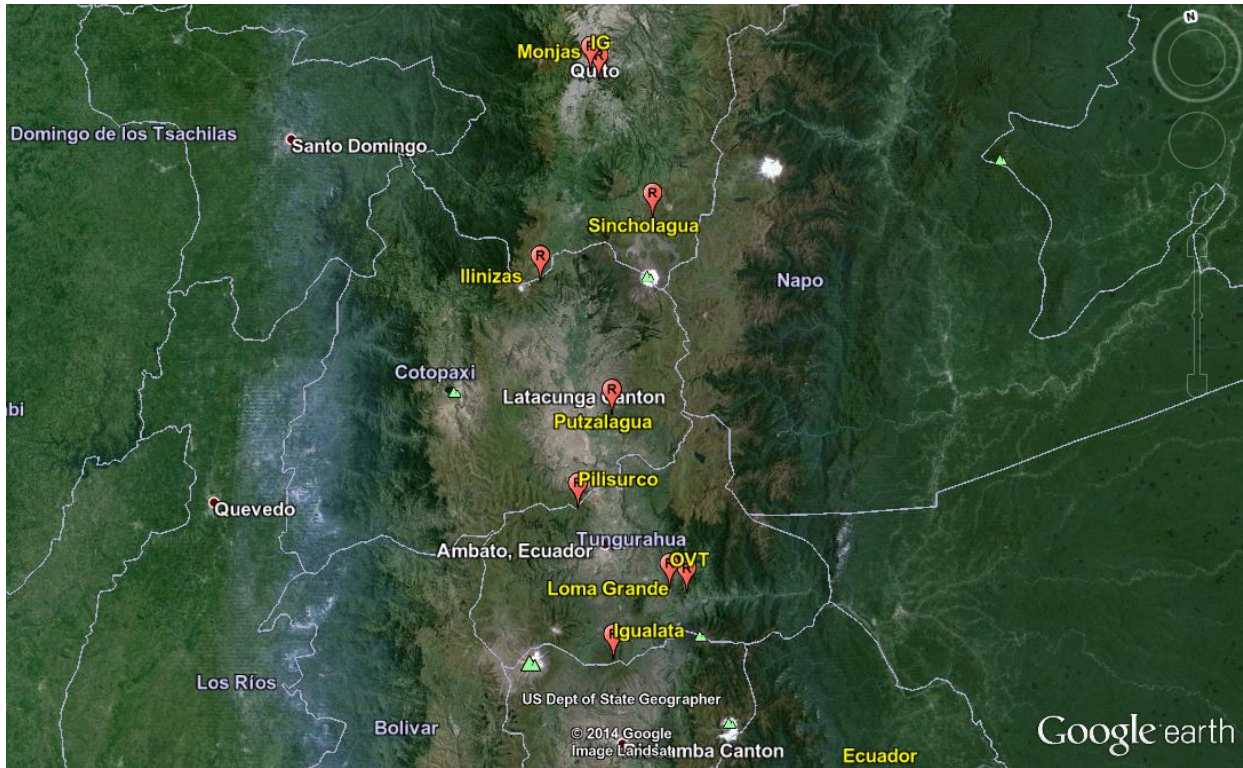 N
Monjas
IG
R
Quito
Domingo de los Tsachilas
Santo Domingo
R
Sincholagua
R
Ilinizas
Napo
Cotopaxi
R
Latacunga Canton
Putzalagua
bi
Pilisurco
Quevedo
Tungurahua
Ambato, Ecuador
OVT
Loma Grande
Igualata
Los Ríos
US Dept of State Geographer
Bolivar
© 2014 Google
Image Landsat
amba Canton
Ecuador
Google earth